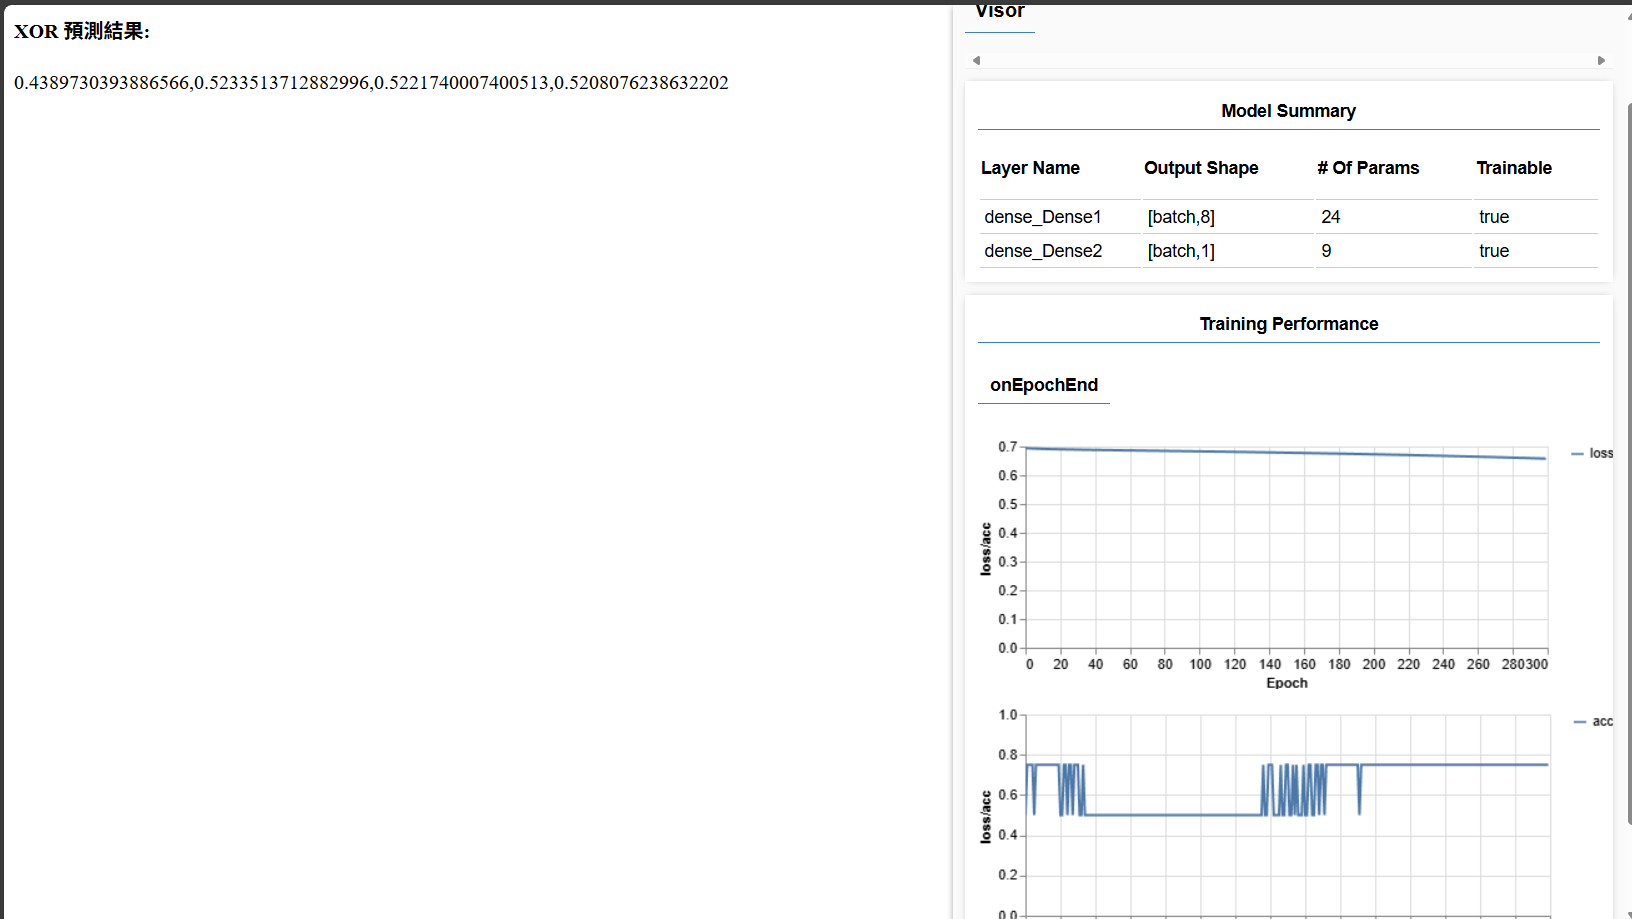 XOR 預測結果:
0.4389730393886566,0.5233513712882996,0.5221740007400513,0.5208076238632202
Visor
Model Summary
Layer Name Output Shape # Of Params Trainable
dense_Dense1 [batch,8] 24 true
dense_Dense2 [batch,1] 9 true
Training Performance
onEpochEnd
0.7
0.6
0.5
0.4
0.3
0.2
0.1
0.0
loss/acc
0 20 40 60 80 100 120 140 160 180 200 220 240 260 280 300
Epoch
loss
1.0
0.8
0.6
0.4
0.2
0.0
loss/acc
acc